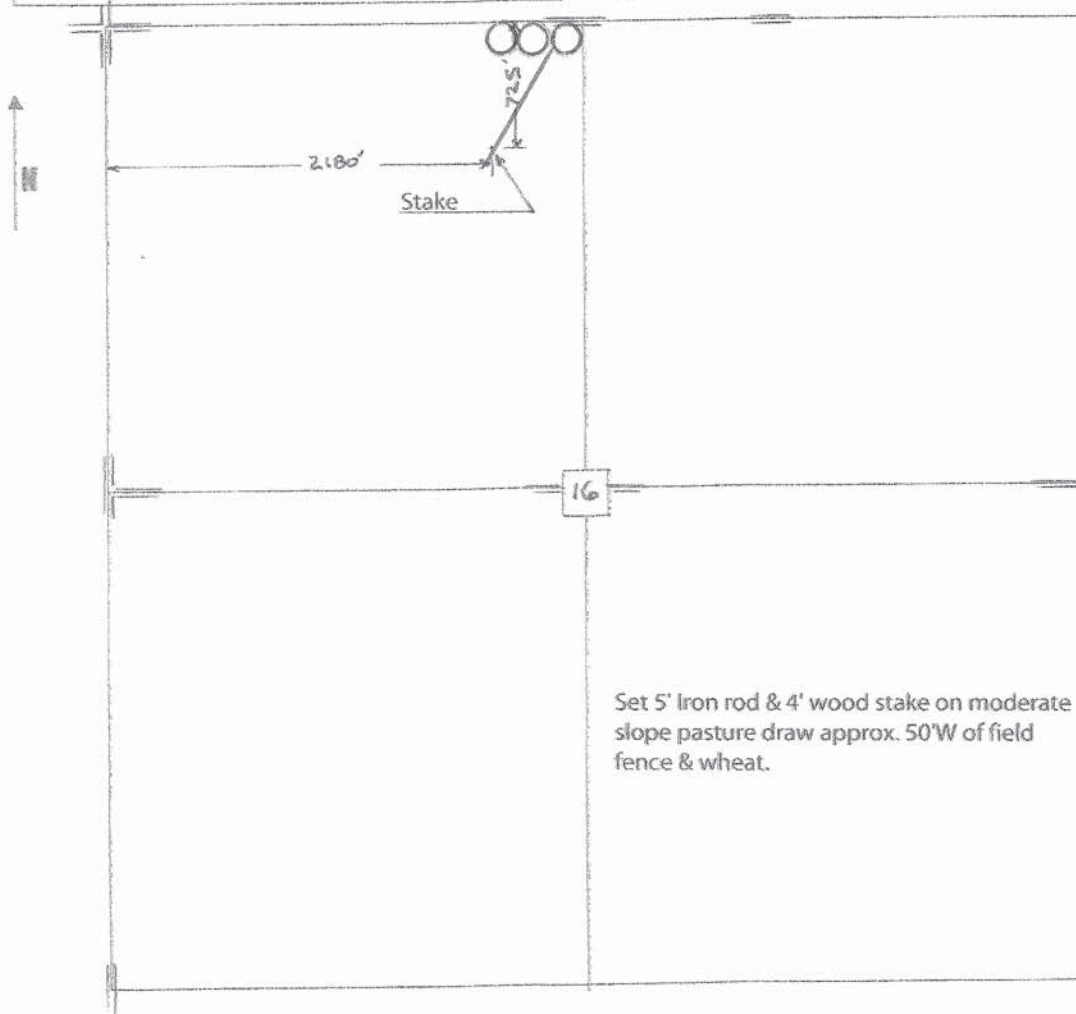 725'
2180'
Stake
16
Set 5' Iron rod & 4' wood stake on moderate
slope pasture draw approx. 50'W of field
fence & wheat.